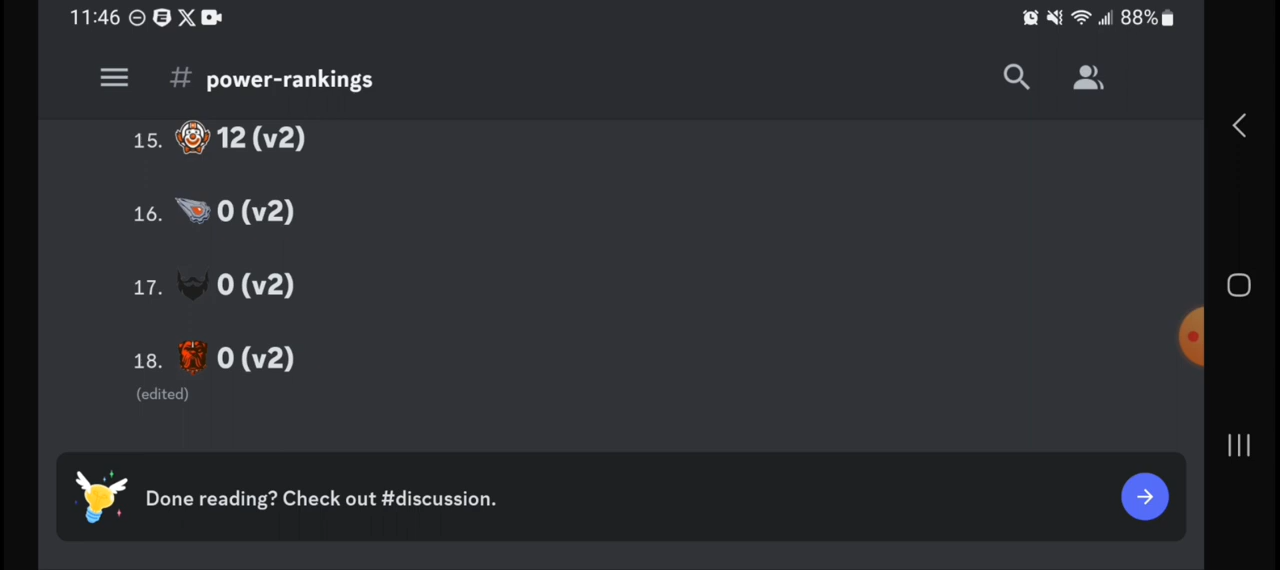 11:46 88%
# power-rankings
15. 12 (v2)
16. 0 (v2)
17. 0 (v2)
18. 0 (v2)
(edited)
Done reading? Check out #discussion.